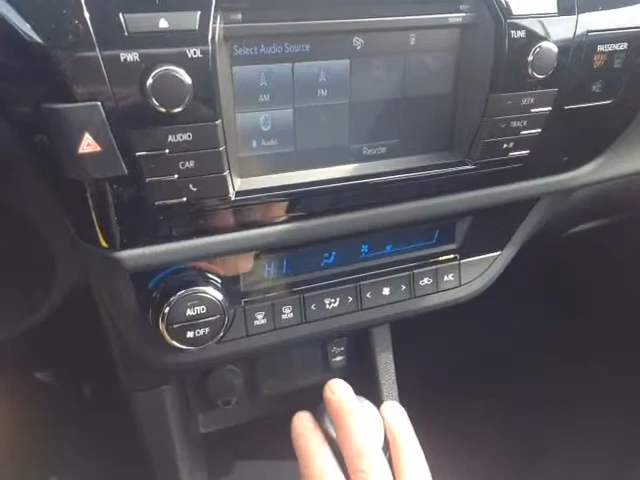 PWR VOL
Select Audio Source
TUNE
PASSENGER
AM FM
Audio
Reorder
AUDIO
CAR
SEEK
TRACK
HI
AUTO
OFF
FRONT REAR
A/C